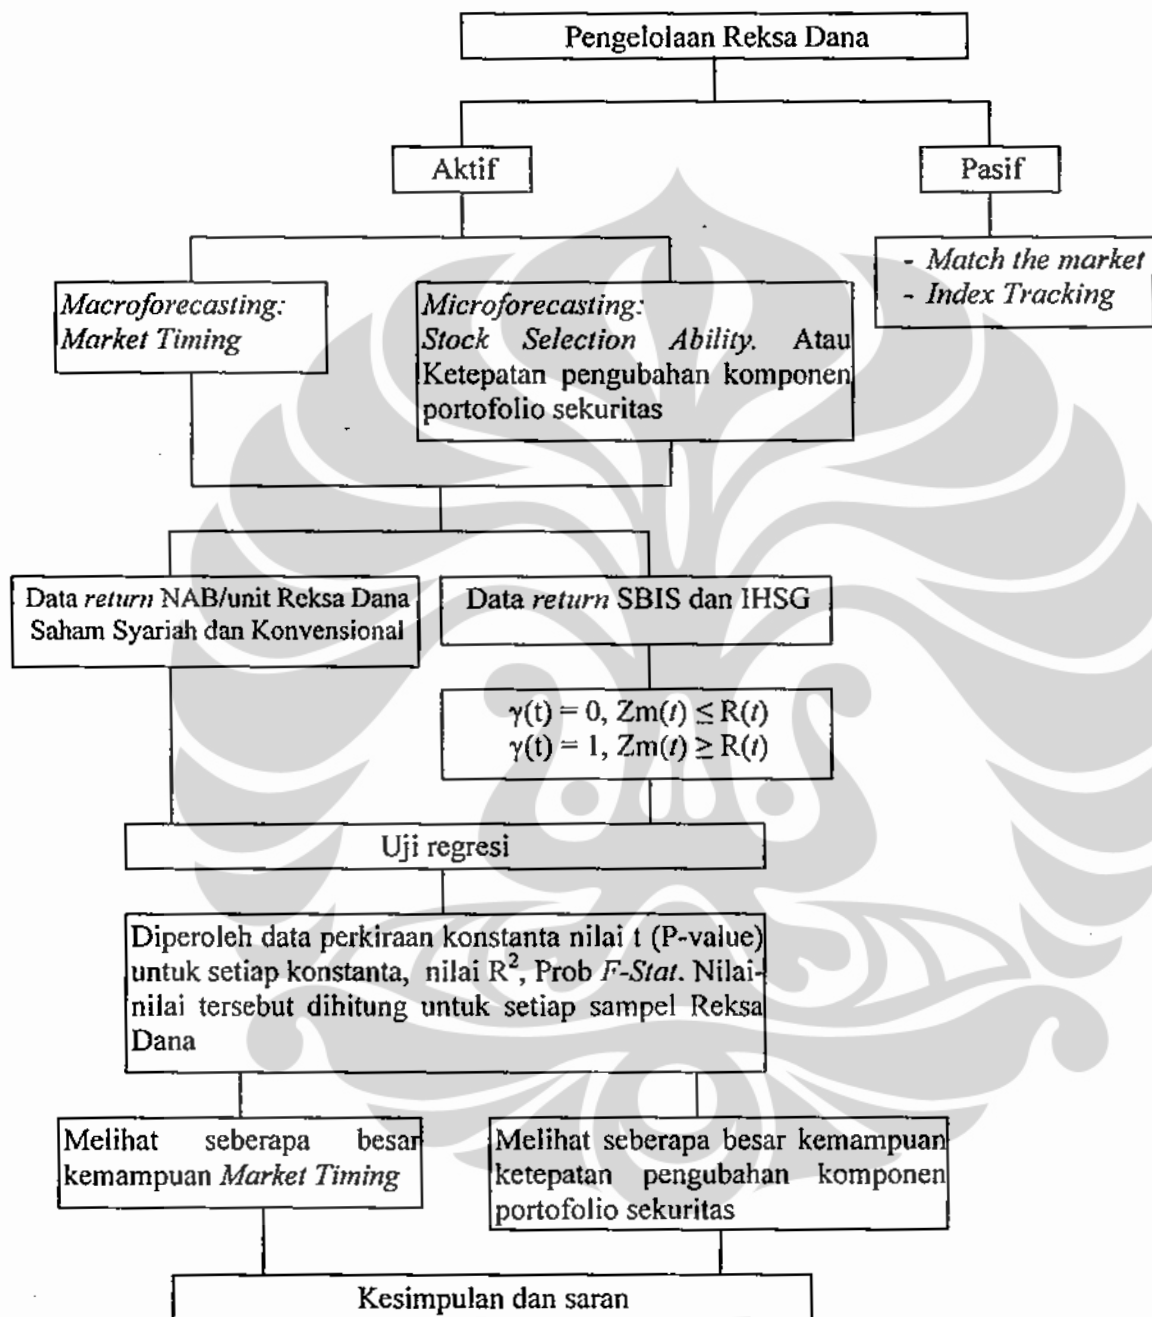 Pengelolaan Reksa Dana
Aktif
Pasif
Macroforecasting:
Market Timing
Microforecasting:
Stock Selection Ability. Atau
Ketepatan pengubahan komponen
portofolio sekuritas
- Match the market
- Index Tracking
Data return NAB/unit Reksa Dana
Saham Syariah dan Konvensional
Data return SBIS dan IHSG
γ(t) = 0, Zm(t) ≤ R(t)
γ(t) = 1, Zm(t) ≥ R(t)
Uji regresi
Diperoleh data perkiraan konstanta nilai t (P-value)
untuk setiap konstanta, nilai R², Prob F-Stat. Nilai-
nilai tersebut dihitung untuk setiap sampel Reksa
Dana
Melihat seberapa besar
kemampuan Market Timing
Melihat seberapa besar kemampuan
ketepatan pengubahan komponen
portofolio sekuritas
Kesimpulan dan saran